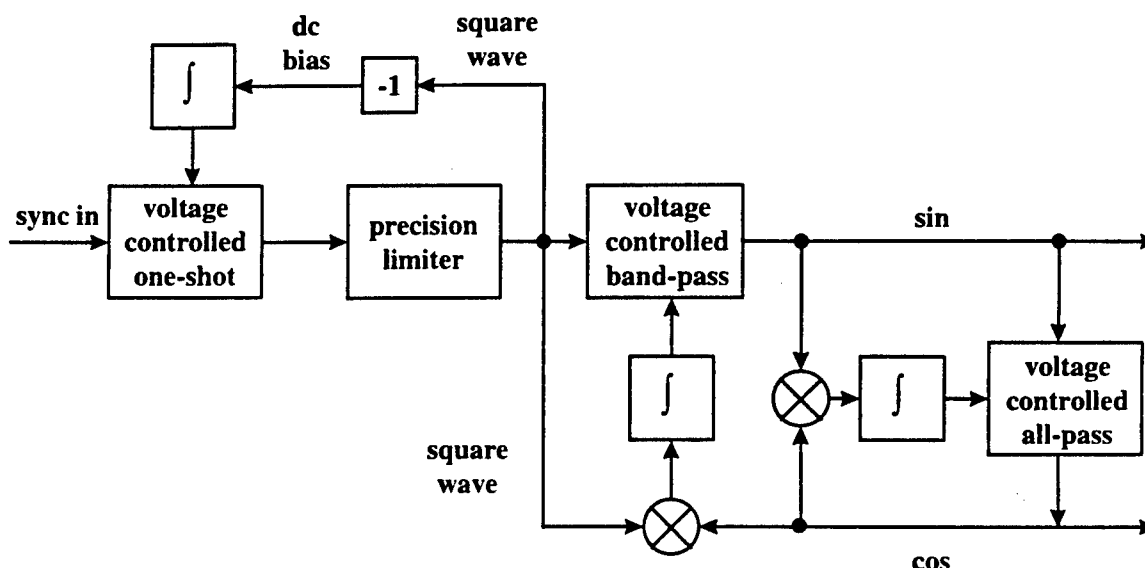 dc
bias
square
wave
∫
-1
sync in
voltage
controlled
one-shot
precision
limiter
voltage
controlled
band-pass
sin
∫
∫
voltage
controlled
all-pass
square
wave
cos